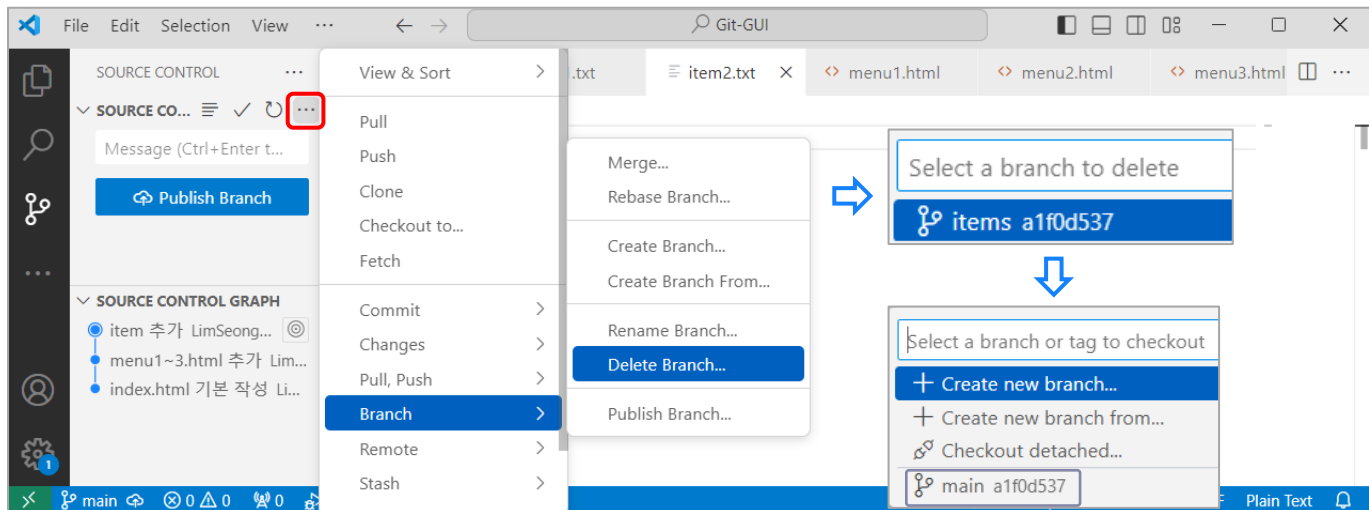 File Edit Selection View ··· Git-GUI
SOURCE CONTROL ···
.txt item2.txt menu1.html menu2.html menu3.html ···
SOURCE CO... ···
Message (Ctrl+Enter t...
Publish Branch
SOURCE CONTROL GRAPH
item 추가 LimSeong...
menu1~3.html 추가 Lim...
index.html 기본 작성 Li...
1
main 0 0 0
View & Sort
Pull
Push
Clone
Checkout to...
Fetch
Commit
Changes
Pull, Push
Branch
Remote
Stash
Merge...
Rebase Branch...
Create Branch...
Create Branch From...
Rename Branch...
Delete Branch...
Publish Branch...
Select a branch to delete
items a1f0d537
Select a branch or tag to checkout
Create new branch...
Create new branch from...
Checkout detached...
main a1f0d537
Plain Text